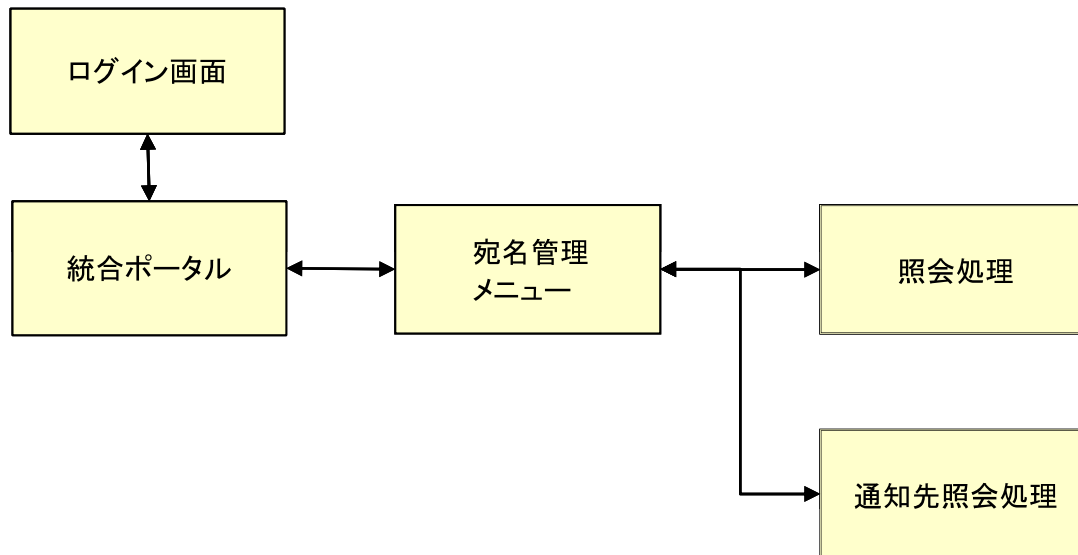 ログイン画面
統合ポータル
宛名管理
メニュー
照会処理
通知先照会処理